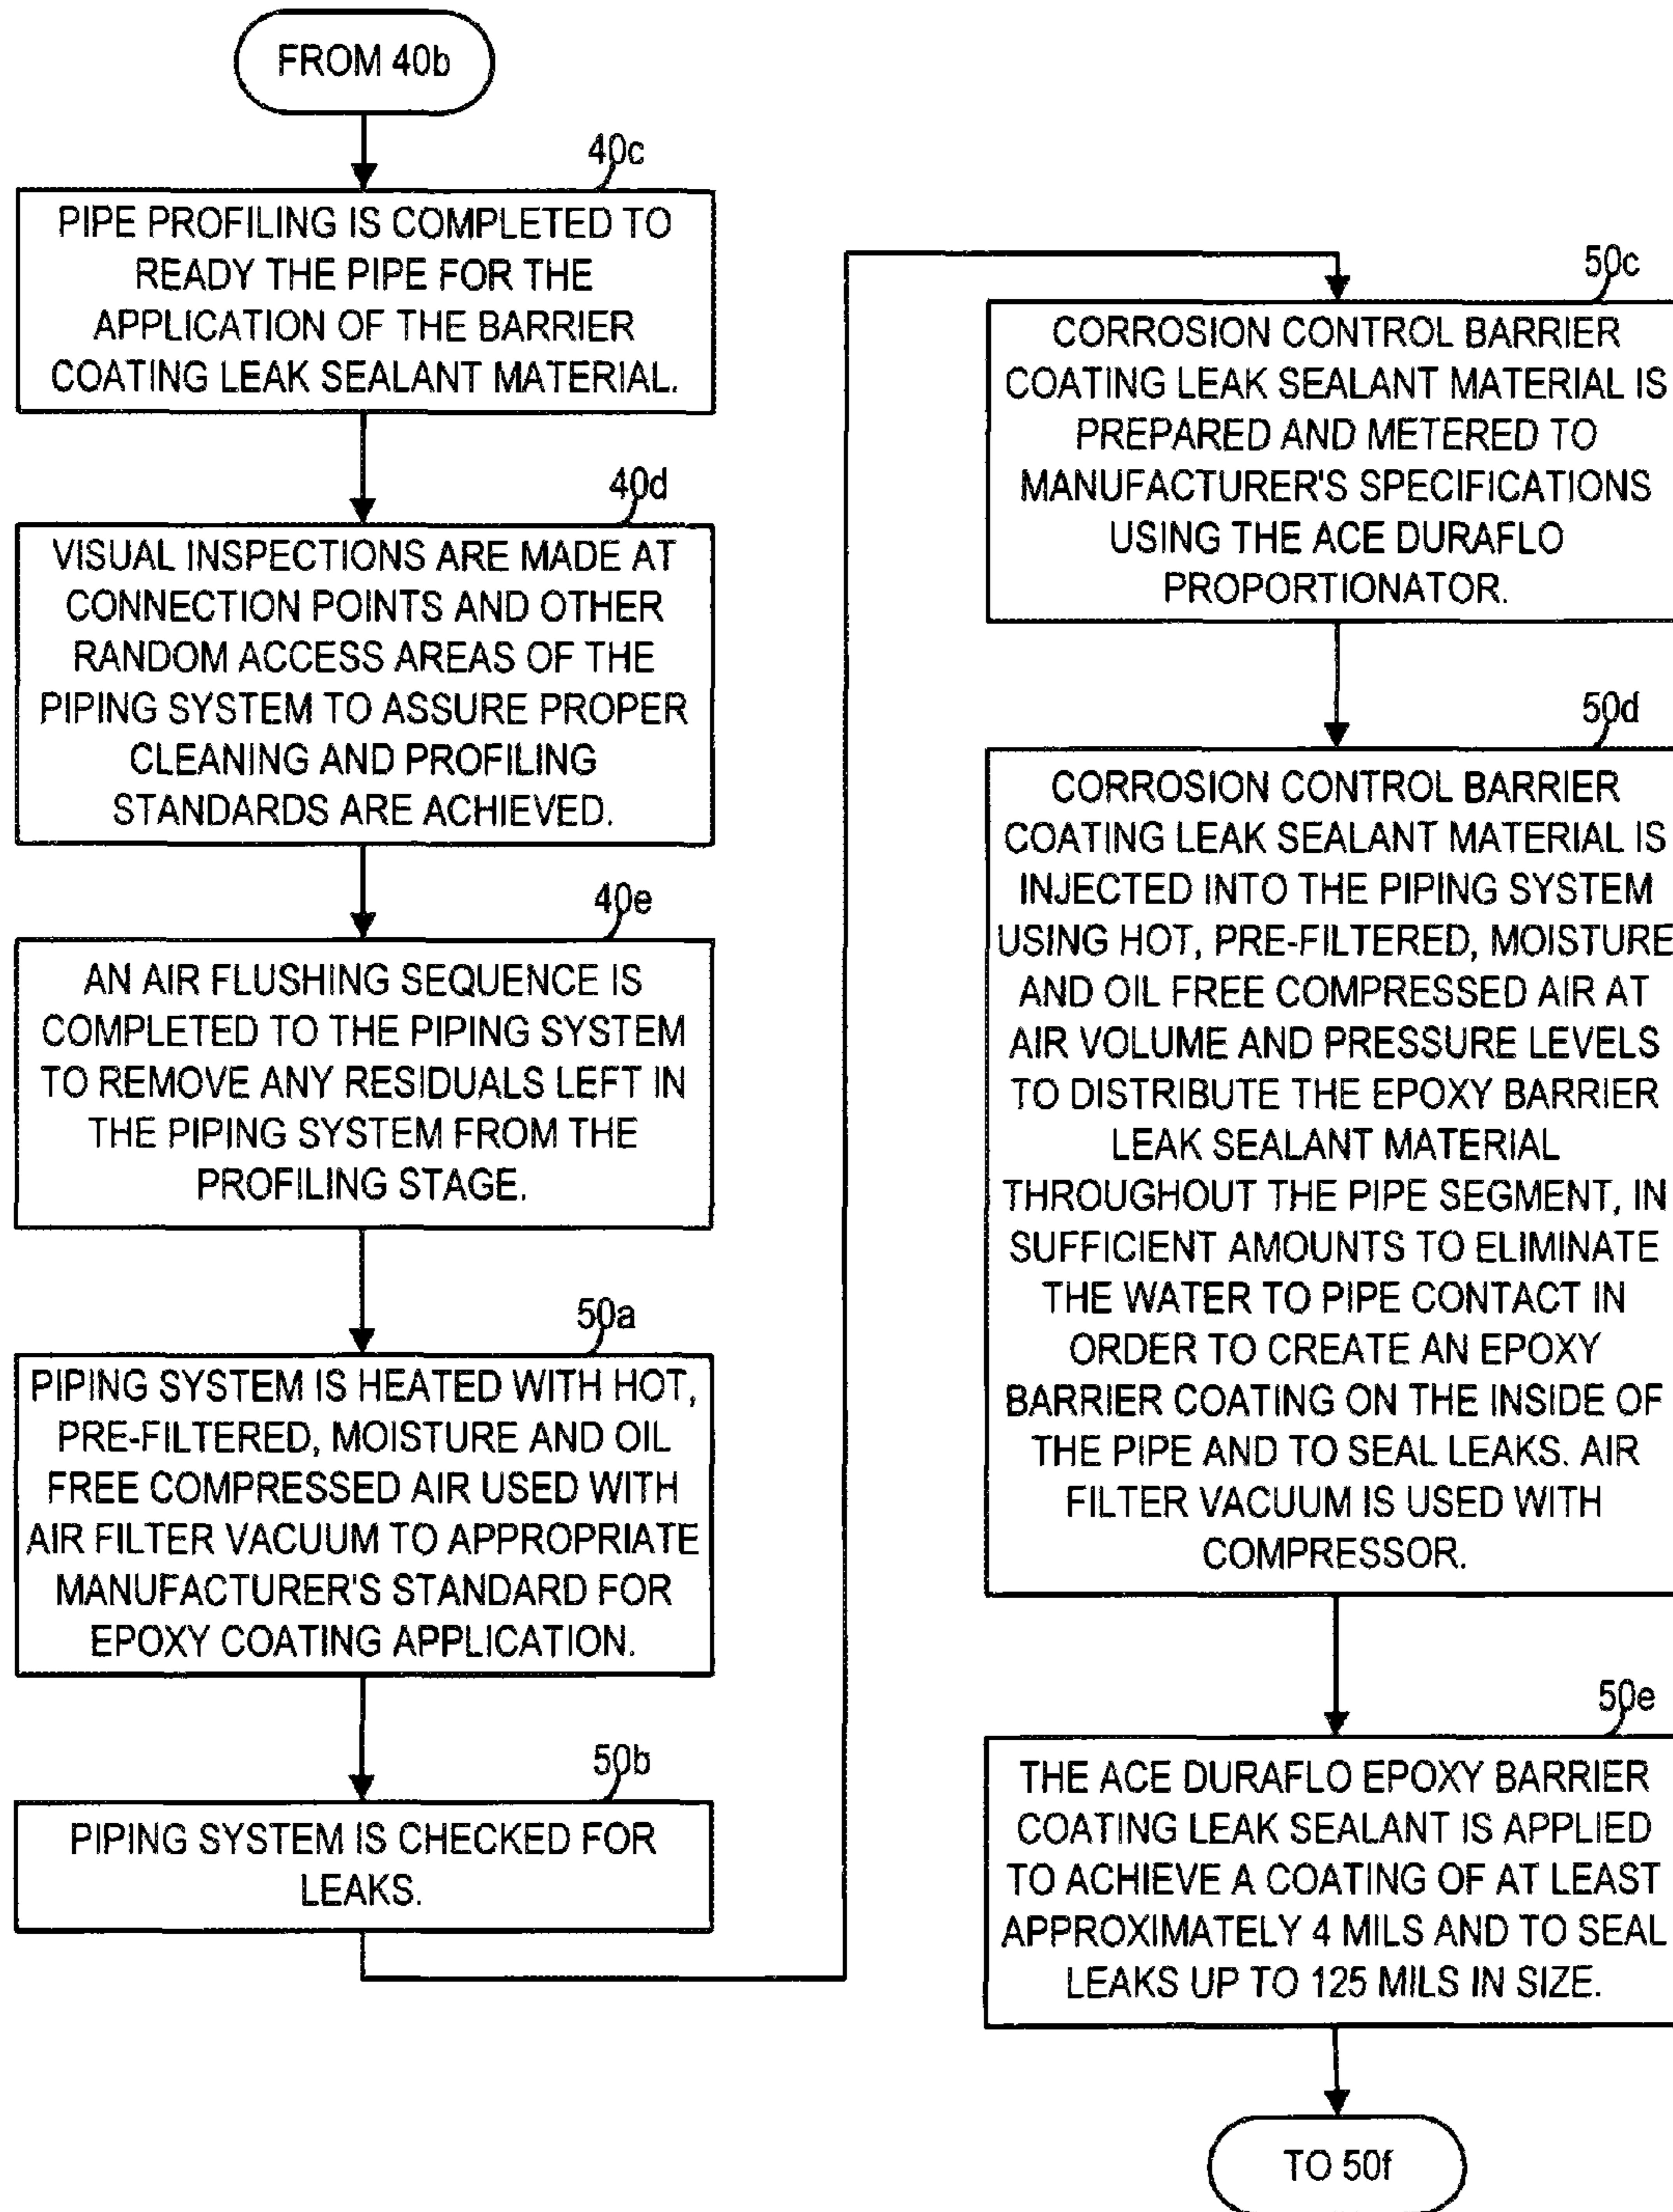 FROM 40b
40c
PIPE PROFILING IS COMPLETED TO
READY THE PIPE FOR THE
APPLICATION OF THE BARRIER
COATING LEAK SEALANT MATERIAL.
40d
VISUAL INSPECTIONS ARE MADE AT
CONNECTION POINTS AND OTHER
RANDOM ACCESS AREAS OF THE
PIPING SYSTEM TO ASSURE PROPER
CLEANING AND PROFILING
STANDARDS ARE ACHIEVED.
40e
AN AIR FLUSHING SEQUENCE IS
COMPLETED TO THE PIPING SYSTEM
TO REMOVE ANY RESIDUALS LEFT IN
THE PIPING SYSTEM FROM THE
PROFILING STAGE.
50a
PIPING SYSTEM IS HEATED WITH HOT,
PRE-FILTERED, MOISTURE AND OIL
FREE COMPRESSED AIR USED WITH
AIR FILTER VACUUM TO APPROPRIATE
MANUFACTURER'S STANDARD FOR
EPOXY COATING APPLICATION.
50b
PIPING SYSTEM IS CHECKED FOR
LEAKS.
50c
CORROSION CONTROL BARRIER
COATING LEAK SEALANT MATERIAL IS
PREPARED AND METERED TO
MANUFACTURER'S SPECIFICATIONS
USING THE ACE DURAFLO
PROPORTIONATOR.
50d
CORROSION CONTROL BARRIER
COATING LEAK SEALANT MATERIAL IS
INJECTED INTO THE PIPING SYSTEM
USING HOT, PRE-FILTERED, MOISTURE
AND OIL FREE COMPRESSED AIR AT
AIR VOLUME AND PRESSURE LEVELS
TO DISTRIBUTE THE EPOXY BARRIER
LEAK SEALANT MATERIAL
THROUGHOUT THE PIPE SEGMENT, IN
SUFFICIENT AMOUNTS TO ELIMINATE
THE WATER TO PIPE CONTACT IN
ORDER TO CREATE AN EPOXY
BARRIER COATING ON THE INSIDE OF
THE PIPE AND TO SEAL LEAKS. AIR
FILTER VACUUM IS USED WITH
COMPRESSOR.
50e
THE ACE DURAFLO EPOXY BARRIER
COATING LEAK SEALANT IS APPLIED
TO ACHIEVE A COATING OF AT LEAST
APPROXIMATELY 4 MILS AND TO SEAL
LEAKS UP TO 125 MILS IN SIZE.
TO 50f